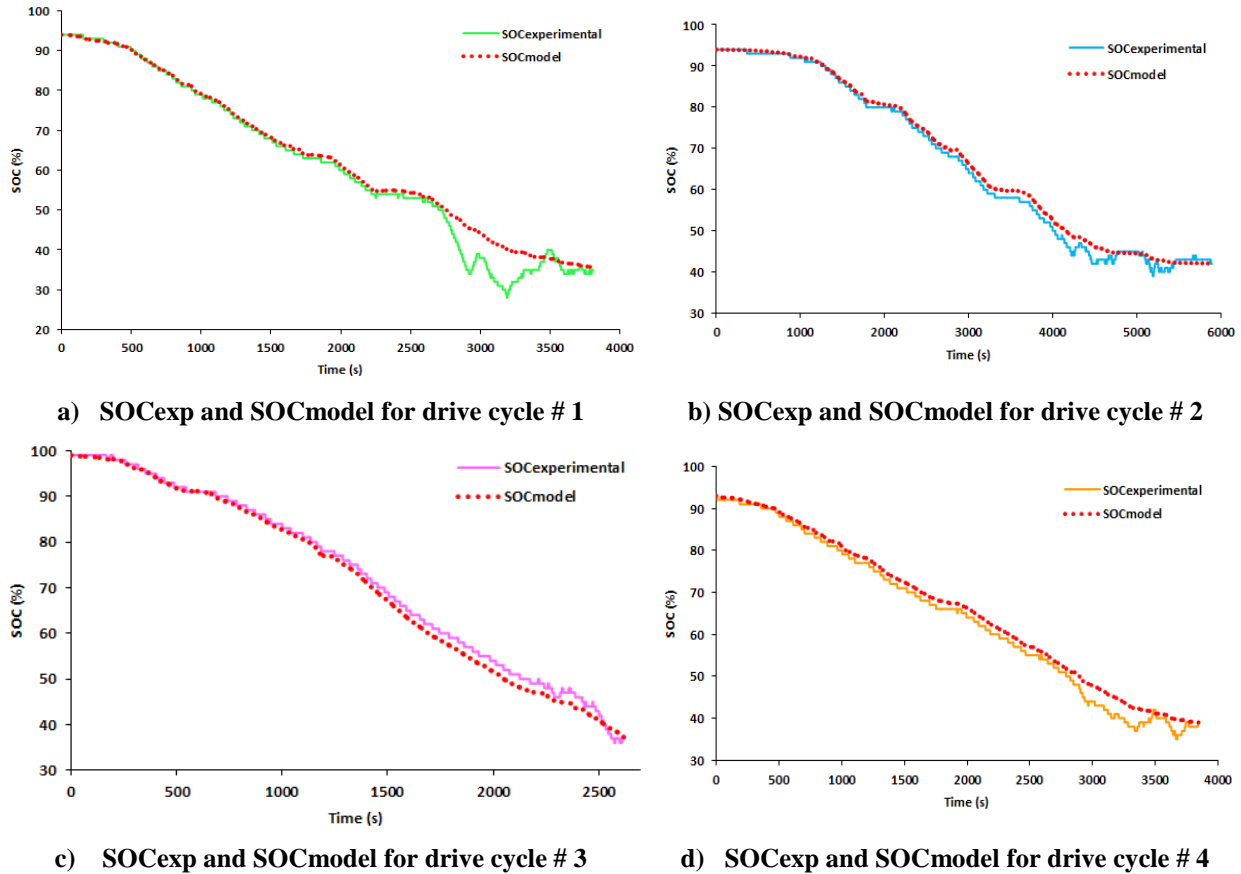 100
90
80
70
60
50
40
30
20
SOC (%)
SOCexperimental
SOCmodel
0 500 1000 1500 2000 2500 3000 3500 4000
Time (s)
a) SOCexp and SOCmodel for drive cycle # 1
100
90
80
70
60
50
40
30
SOC (%)
SOCexperimental
SOCmodel
0 1000 2000 3000 4000 5000 6000
Time (s)
b) SOCexp and SOCmodel for drive cycle # 2
100
90
80
70
60
50
40
30
SOC (%)
SOCexperimental
SOCmodel
0 500 1000 1500 2000 2500
Time (s)
c) SOCexp and SOCmodel for drive cycle # 3
100
90
80
70
60
50
40
30
SOC (%)
SOCexperimental
SOCmodel
0 500 1000 1500 2000 2500 3000 3500 4000
Time (s)
d) SOCexp and SOCmodel for drive cycle # 4